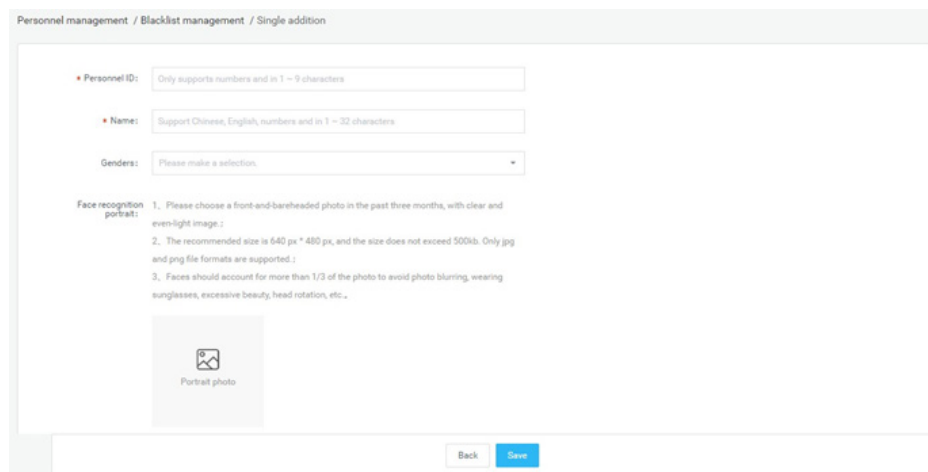 Personnel management / Blacklist management / Single addition
* Personnel ID:
Only supports numbers and in 1 ~ 9 characters
* Name:
Support Chinese, English, numbers and in 1 ~ 32 characters
Genders:
Please make a selection.
Face recognition
portrait:
1、Please choose a front-and-bareheaded photo in the past three months, with clear and
even-light image.;
2、The recommended size is 640 px * 480 px, and the size does not exceed 500kb. Only jpg
and png file formats are supported.;
3、Faces should account for more than 1/3 of the photo to avoid photo blurring, wearing
sunglasses, excessive beauty, head rotation, etc.。
Portrait photo
Back
Save